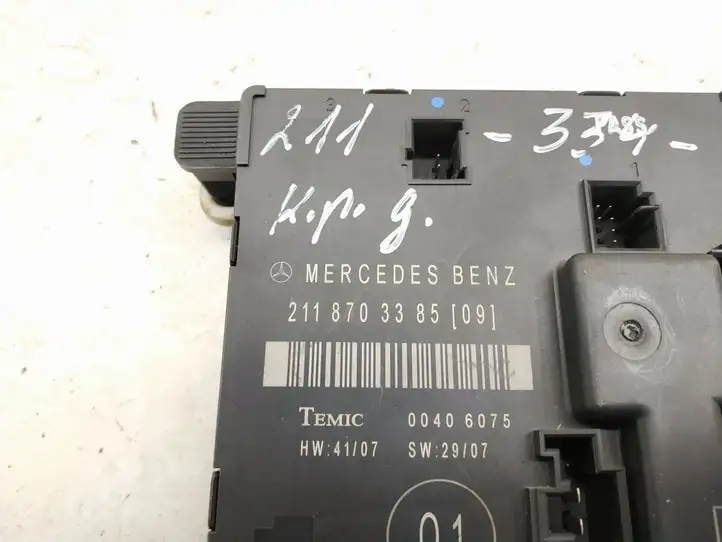 3 2
211 - 33854 -
1
к.р. д.
MERCEDES BENZ
211 870 33 85 [09]
TEMIC 0040 6075
HW:41/07 SW:29/07
01